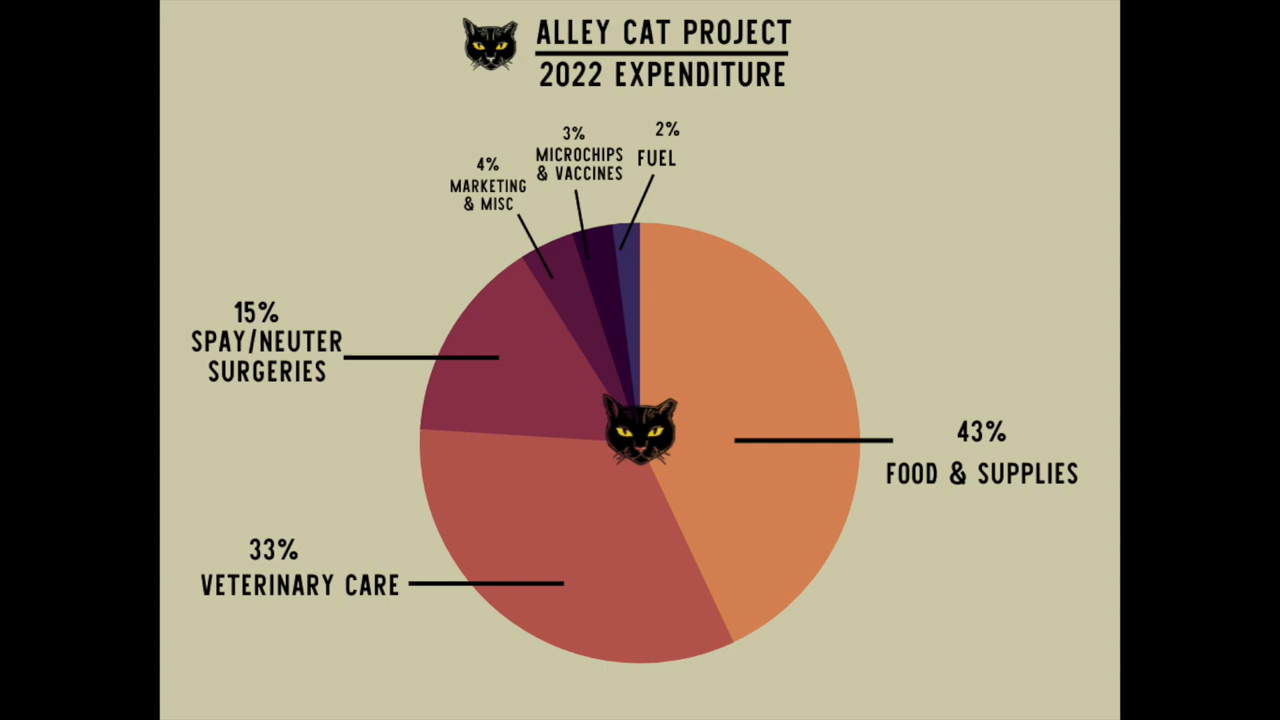 ALLEY CAT PROJECT
2022 EXPENDITURE
2%
FUEL
3%
MICROCHIPS
& VACCINES
4%
MARKETING
& MISC
15%
SPAY/NEUTER
SURGERIES
43%
FOOD & SUPPLIES
33%
VETERINARY CARE